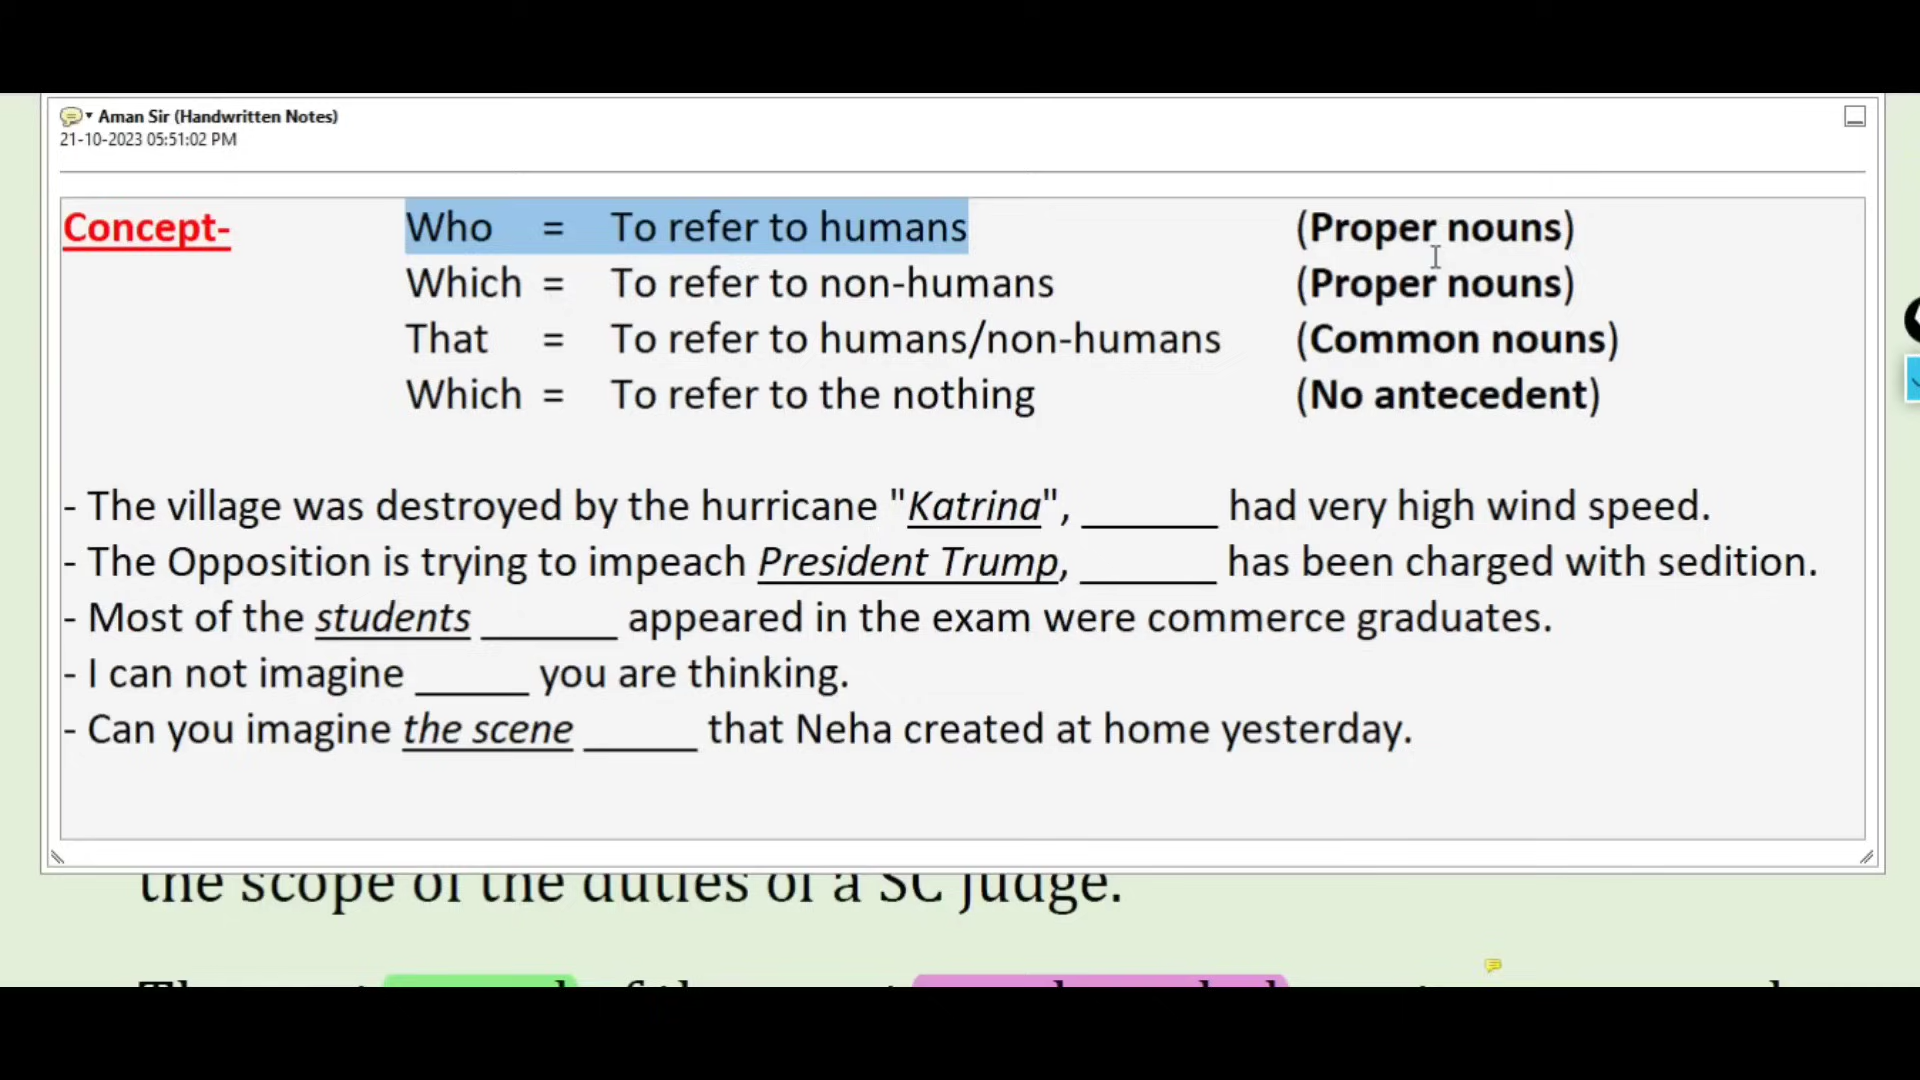 Aman Sir (Handwritten Notes)
21-10-2023 05:51:02 PM
Concept- Who = To refer to humans (Proper nouns)
Which = To refer to non-humans (Proper nouns)
That = To refer to humans/non-humans (Common nouns)
Which = To refer to the nothing (No antecedent)
- The village was destroyed by the hurricane "Katrina", ______ had very high wind speed.
- The Opposition is trying to impeach President Trump, ______ has been charged with sedition.
- Most of the students ______ appeared in the exam were commerce graduates.
- I can not imagine _____ you are thinking.
- Can you imagine the scene _____ that Neha created at home yesterday.
the scope of the duties of a SC judge.